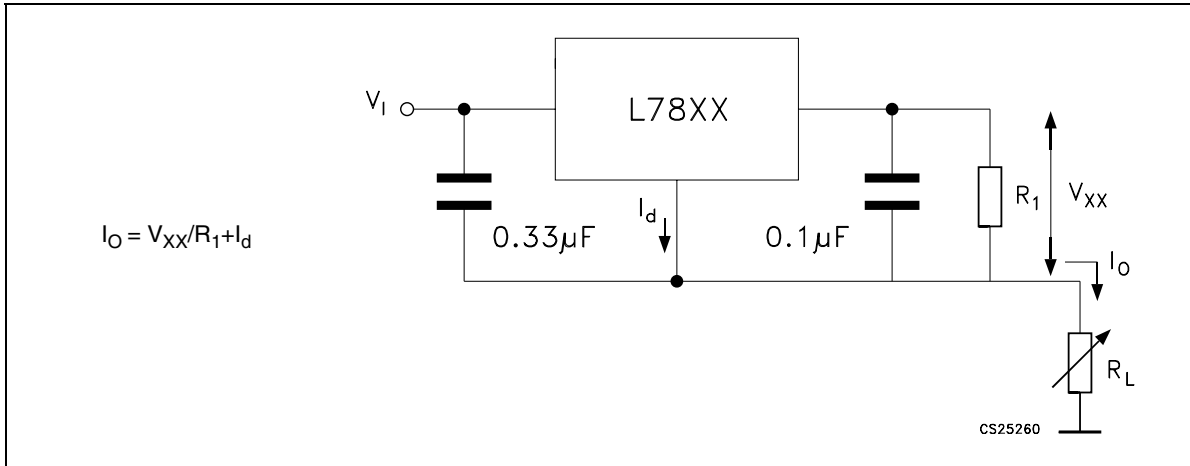 L78XX
V_I
I_d
R_1
V_XX
0.33µF
0.1µF
I_O = V_XX/R_1+I_d
I_O
R_L
CS25260